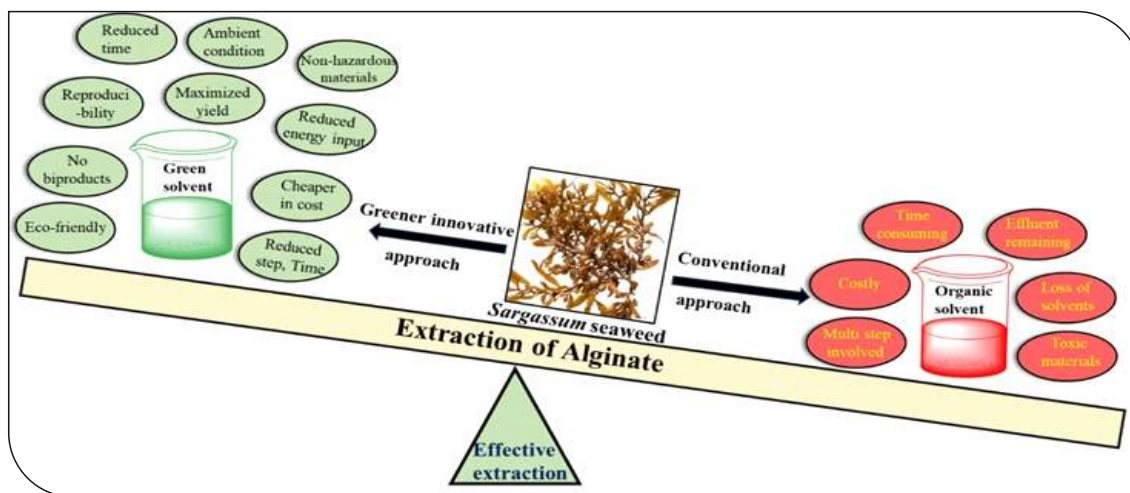 Reduced
time
Ambient
condition
Non-hazardous
materials
Reproduci
-bility
Maximized
yield
Reduced
energy input
No
biproducts
Green
solvent
Cheaper
in cost
Eco-friendly
Reduced
step, Time
Greener innovative
approach
Sargassum seaweed
Conventional
approach
Time
consuming
Effluent
remaining
Costly
Organic
solvent
Loss of
solvents
Multi step
involved
Toxic
materials
Extraction of Alginate
Effective
extraction